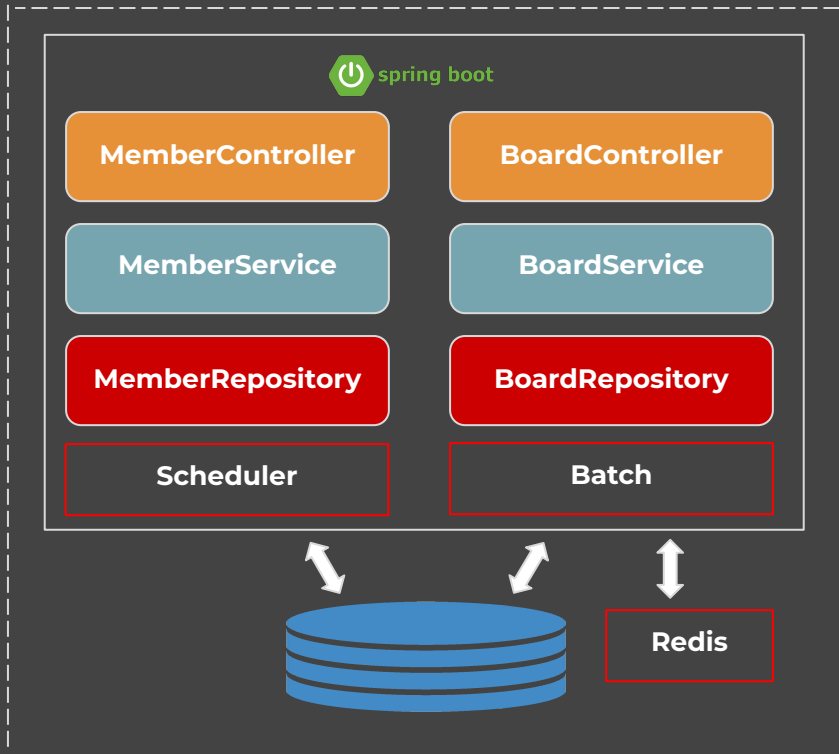 spring boot
MemberController
BoardController
MemberService
BoardService
MemberRepository
BoardRepository
Scheduler
Batch
Redis